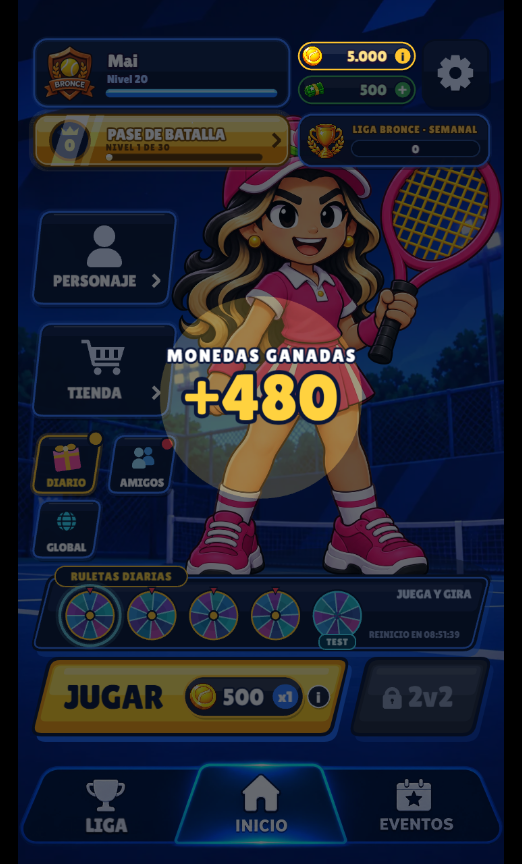 Mai
Nivel 20
BRONCE
5.000 i
500 +
0
PASE DE BATALLA
NIVEL 1 DE 30
LIGA BRONCE - SEMANAL
0
PERSONAJE
MONEDAS GANADAS
+480
TIENDA
DIARIO
AMIGOS
GLOBAL
RULETAS DIARIAS
JUEGA Y GIRA
REINICIO EN 08:51:39
TEST
JUGAR 500 x1 i
2v2
LIGA
INICIO
EVENTOS